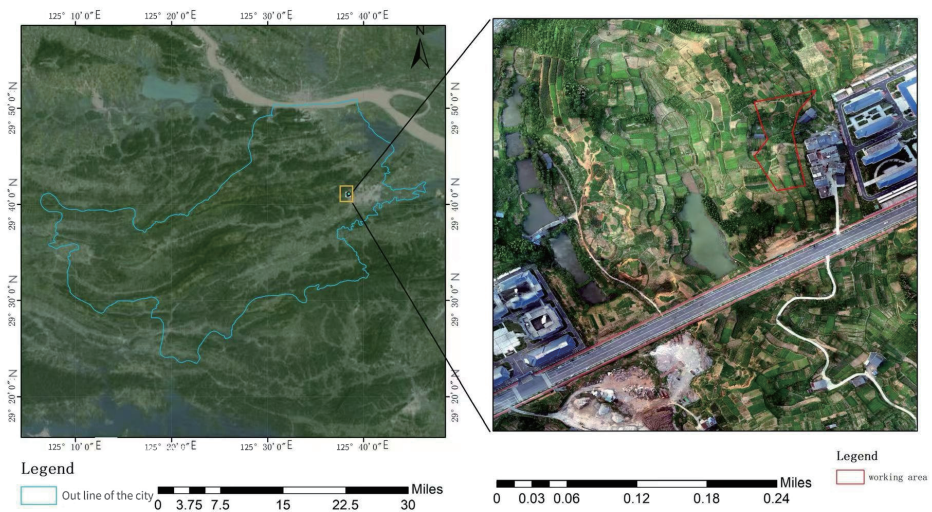 125° 10′0″E 125° 20′0″E 125° 30′0″E 125° 40′0″E
29° 50′0″N
29° 40′0″N
29° 30′0″N
29° 20′0″N
29° 50′0″N
29° 40′0″N
29° 30′0″N
29° 20′0″N
125° 10′0″E 125° 30′0″E 125° 40′0″E
Legend
Out line of the city
Miles
0 3.75 7.5 15 22.5 30
Miles
0 0.03 0.06 0.12 0.18 0.24
Legend
working area